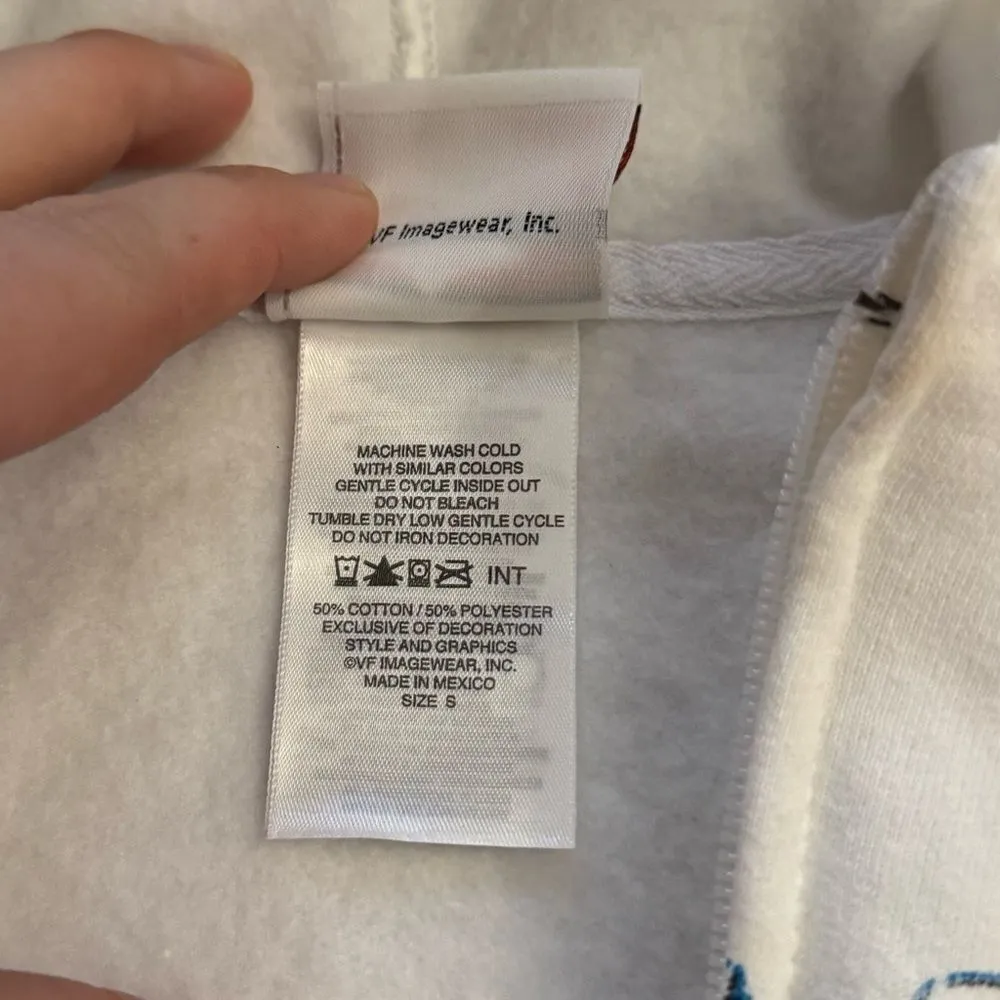 VF Imagewear, Inc.
MACHINE WASH COLD
WITH SIMILAR COLORS
GENTLE CYCLE INSIDE OUT
DO NOT BLEACH
TUMBLE DRY LOW GENTLE CYCLE
DO NOT IRON DECORATION
INT
50% COTTON / 50% POLYESTER
EXCLUSIVE OF DECORATION
STYLE AND GRAPHICS
©VF IMAGEWEAR, INC.
MADE IN MEXICO
SIZE S